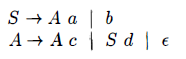 S → A a | b
A → A c | S d | ϵ